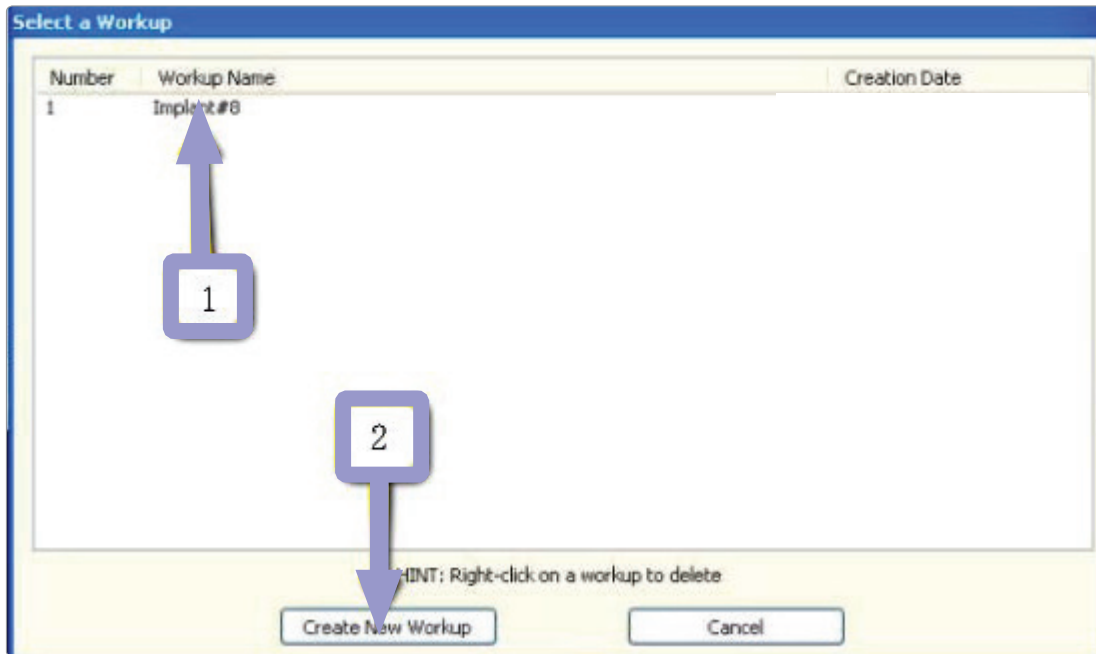 Select a Workup
Number Workup Name Creation Date
1 Implant#8
1
2
HINT: Right-click on a workup to delete
Create New Workup Cancel